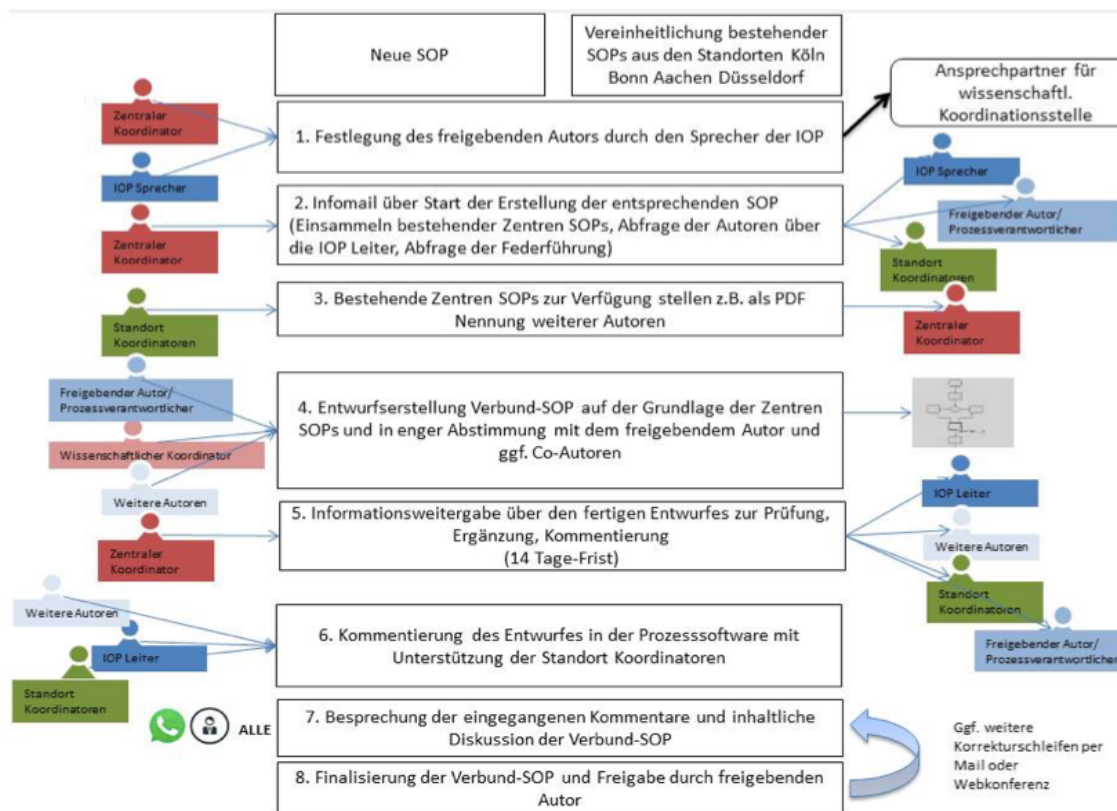 Neue SOP
Vereinheitlichung bestehender
SOPs aus den Standorten Köln
Bonn Aachen Düsseldorf
Ansprechpartner für
wissenschaftl.
Koordinationsstelle
Zentraler
Koordinator
IOP Sprecher
1. Festlegung des freigebenden Autors durch den Sprecher der IOP
Zentraler
Koordinator
2. Infomail über Start der Erstellung der entsprechenden SOP
(Einsammeln bestehender Zentren SOPs, Abfrage der Autoren über
die IOP Leiter, Abfrage der Federführung)
IOP Sprecher
Freigebender Autor/
Prozessverantwortlicher
Standort
Koordinatoren
Standort
Koordinatoren
3. Bestehende Zentren SOPs zur Verfügung stellen z.B. als PDF
Nennung weiterer Autoren
Zentraler
Koordinator
Freigebender Autor/
Prozessverantwortlicher
Wissenschaftlicher Koordinator
Weitere Autoren
4. Entwurfserstellung Verbund-SOP auf der Grundlage der Zentren
SOPs und in enger Abstimmung mit dem freigebendem Autor und
ggf. Co-Autoren
Zentraler
Koordinator
5. Informationsweitergabe über den fertigen Entwurfes zur Prüfung,
Ergänzung, Kommentierung
(14 Tage-Frist)
IOP Leiter
Weitere Autoren
Standort
Koordinatoren
Freigebender Autor/
Prozessverantwortlicher
Weitere Autoren
IOP Leiter
Standort
Koordinatoren
6. Kommentierung des Entwurfes in der Prozesssoftware mit
Unterstützung der Standort Koordinatoren
ALLE
7. Besprechung der eingegangenen Kommentare und inhaltliche
Diskussion der Verbund-SOP
8. Finalisierung der Verbund-SOP und Freigabe durch freigebenden
Autor
Ggf. weitere
Korrekturschleifen per
Mail oder
Webkonferenz